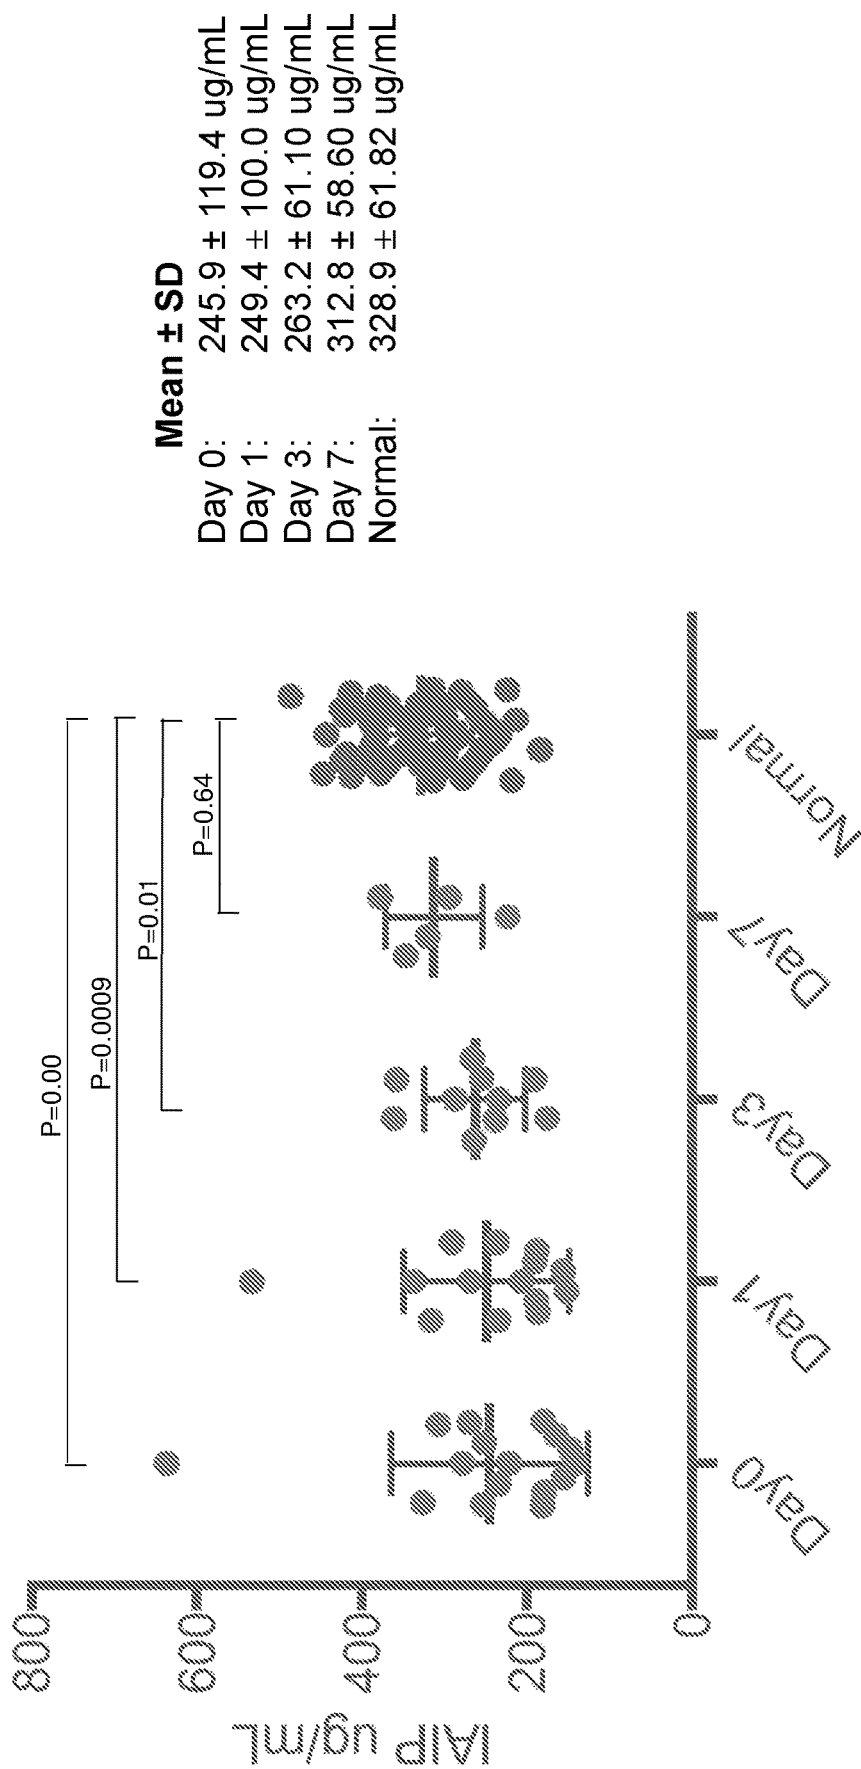 P=0.00
P=0.0009
P=0.01
P=0.64
800
600
400
200
0
IAIP ug/mL
Day0
Day1
Day3
Day7
Normal
Mean ± SD
Day 0: 245.9 ± 119.4 ug/mL
Day 1: 249.4 ± 100.0 ug/mL
Day 3: 263.2 ± 61.10 ug/mL
Day 7: 312.8 ± 58.60 ug/mL
Normal: 328.9 ± 61.82 ug/mL